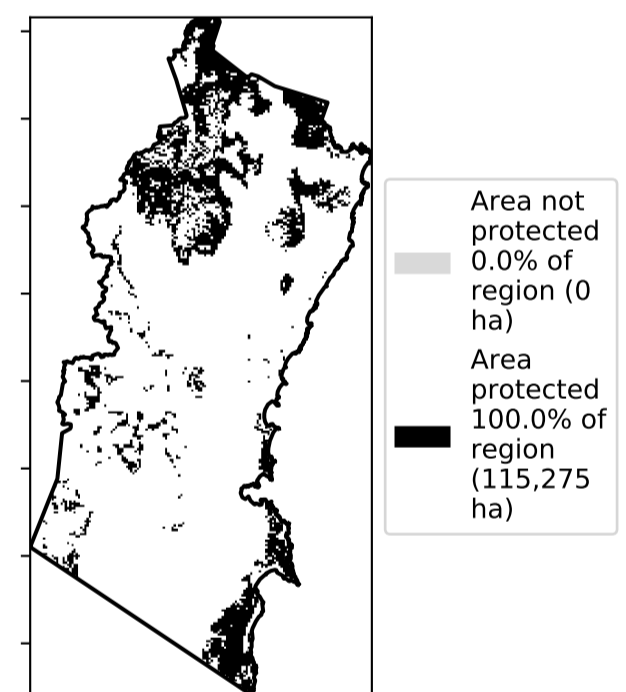 Area not
protected
0.0% of
region (0
ha)
Area
protected
100.0% of
region
(115,275
ha)